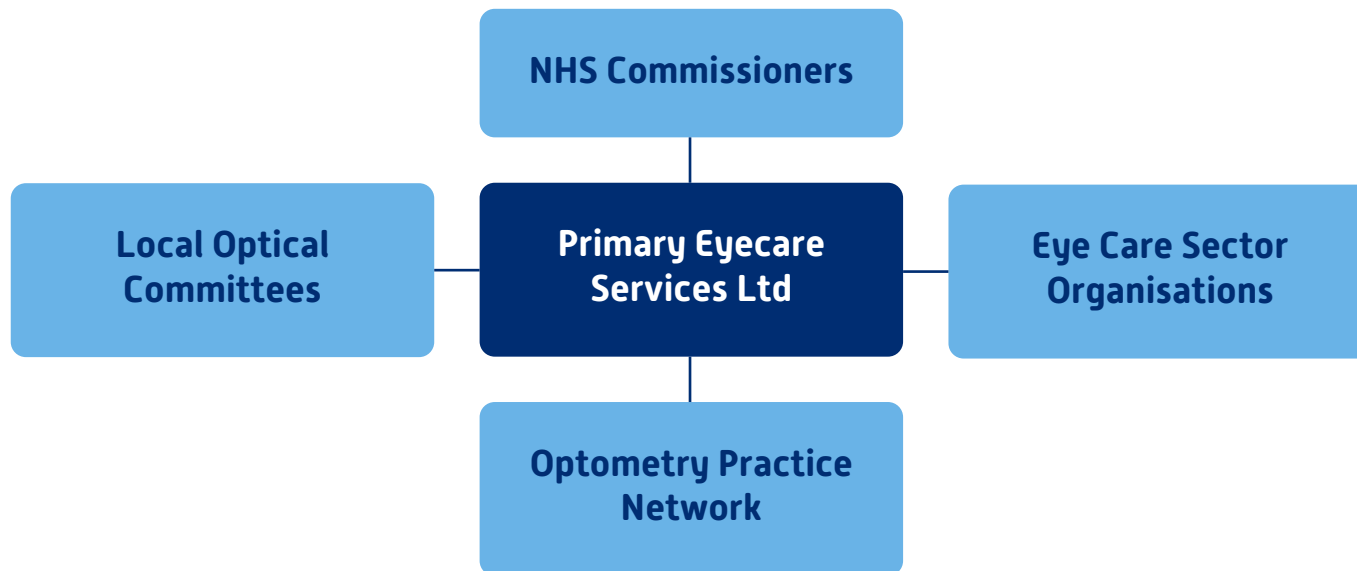 NHS Commissioners
Local Optical
Committees
Primary Eyecare
Services Ltd
Eye Care Sector
Organisations
Optometry Practice
Network